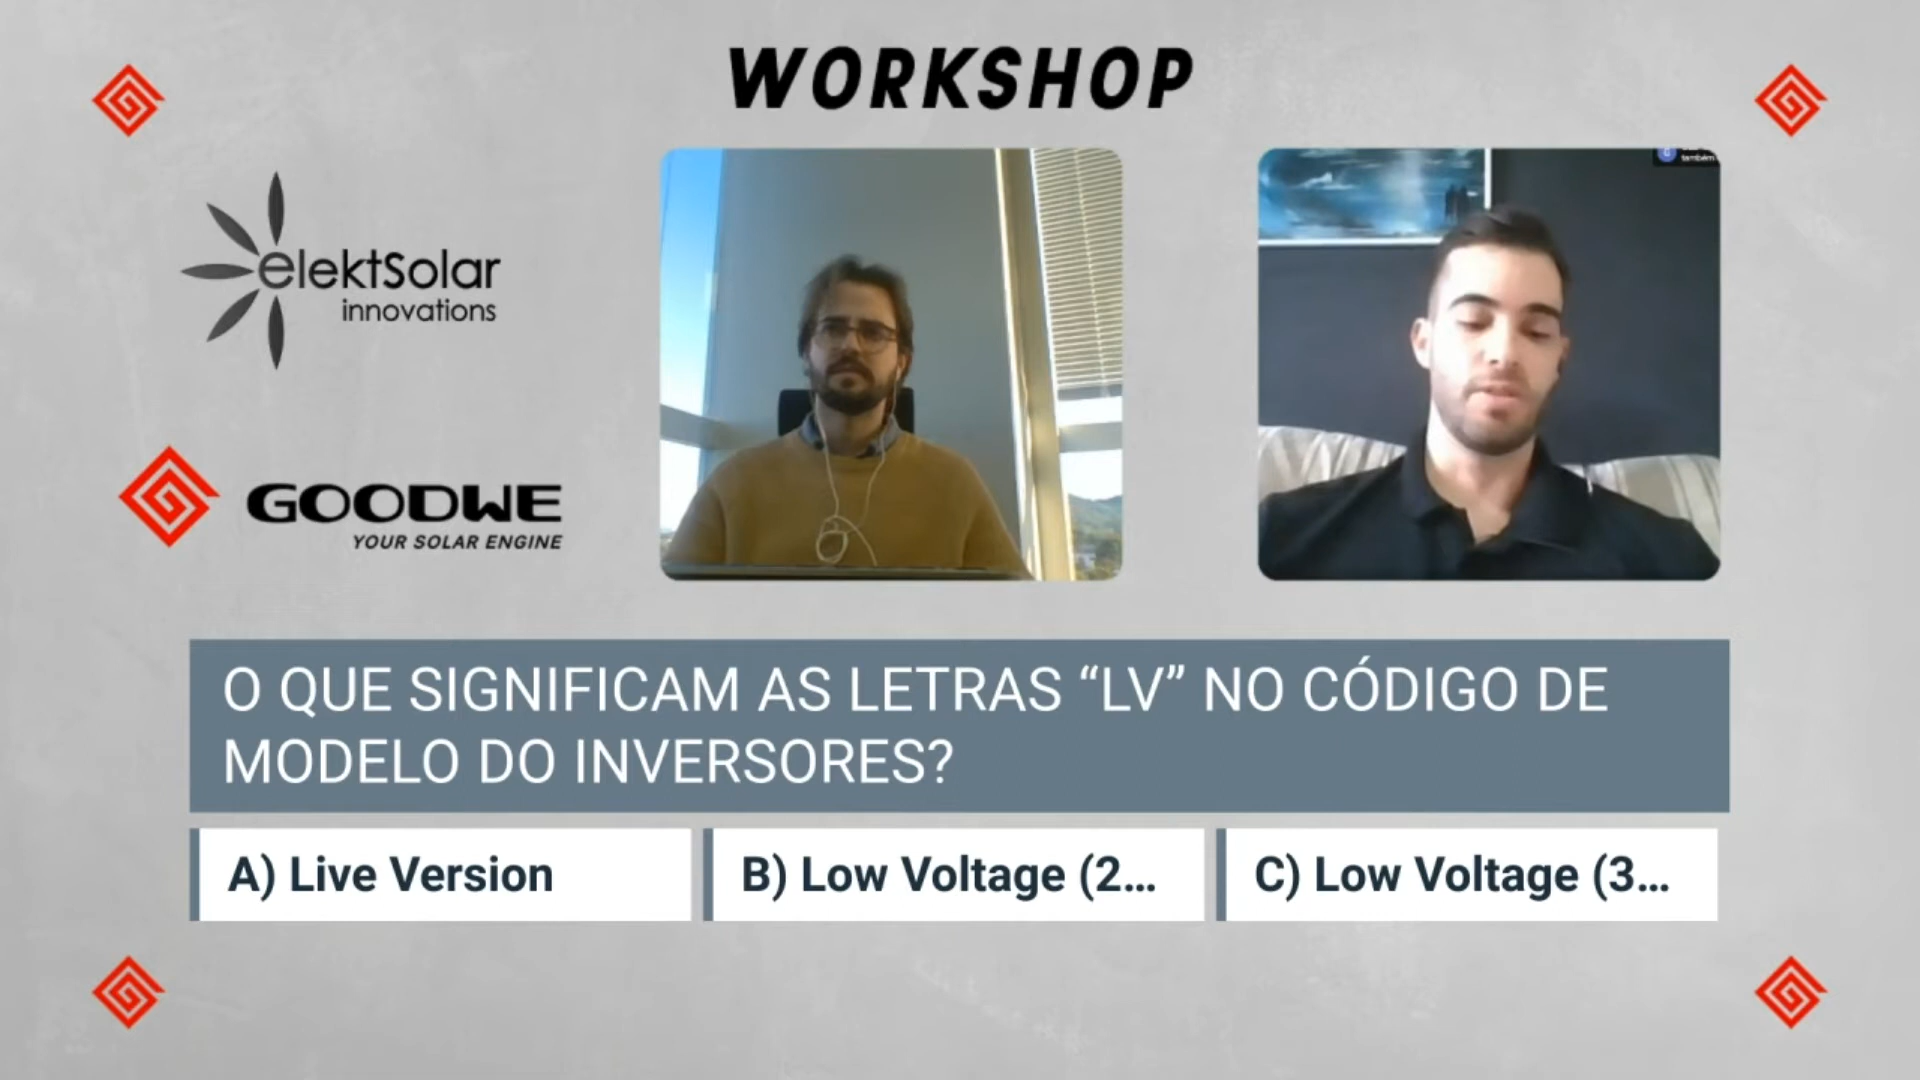 WORKSHOP
também
elektSolar
innovations
GOODWE
YOUR SOLAR ENGINE
O QUE SIGNIFICAM AS LETRAS “LV” NO CÓDIGO DE
MODELO DO INVERSORES?
A) Live Version
B) Low Voltage (2...
C) Low Voltage (3...